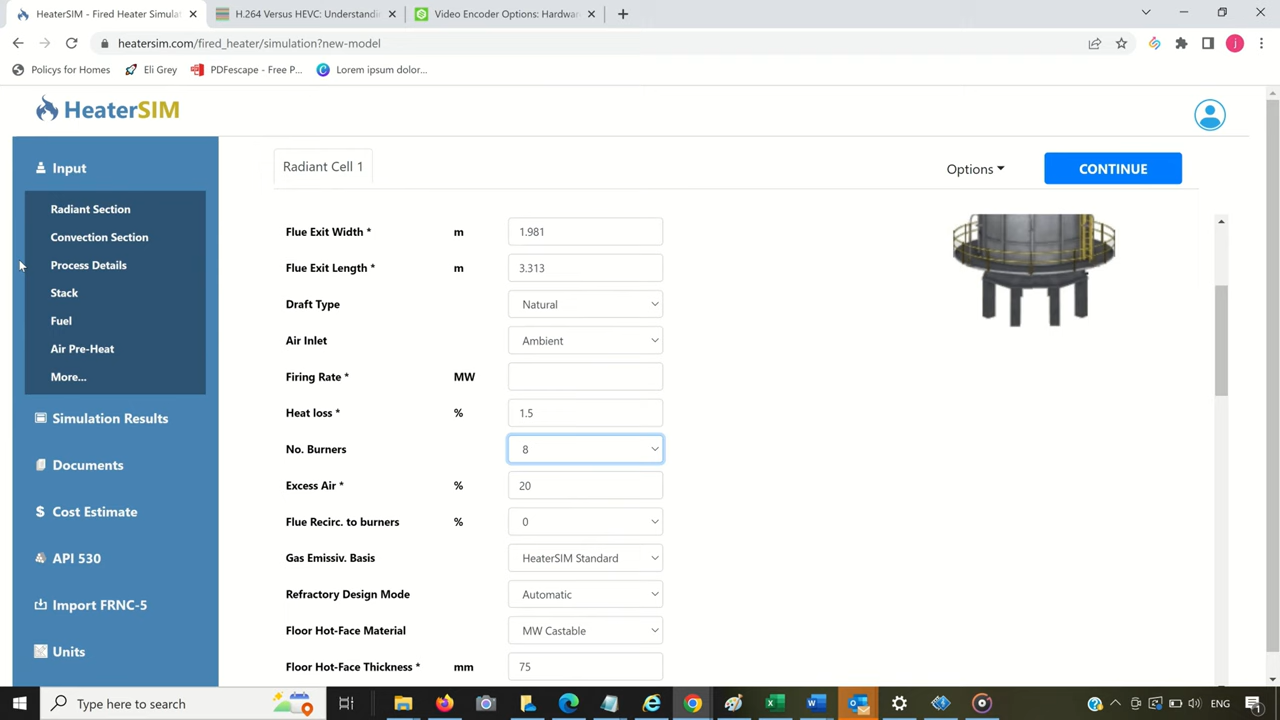 HeaterSIM - Fired Heater Simulat
H.264 Versus HEVC: Understandi
Video Encoder Options: Hardwar
heatersim.com/fired_heater/simulation?new-model
j
Policys for Homes
Eli Grey
PDFescape - Free P...
Lorem ipsum dolor...
HeaterSIM
Input
Radiant Section
Convection Section
Process Details
Stack
Fuel
Air Pre-Heat
More...
Simulation Results
Documents
$ Cost Estimate
API 530
Import FRNC-5
Units
Radiant Cell 1
Options
CONTINUE
Flue Exit Width * m 1.981
Flue Exit Length * m 3.313
Draft Type Natural
Air Inlet Ambient
Firing Rate * MW
Heat loss * % 1.5
No. Burners 8
Excess Air * % 20
Flue Recirc. to burners % 0
Gas Emissiv. Basis HeaterSIM Standard
Refractory Design Mode Automatic
Floor Hot-Face Material MW Castable
Floor Hot-Face Thickness * mm 75
Type here to search
ENG